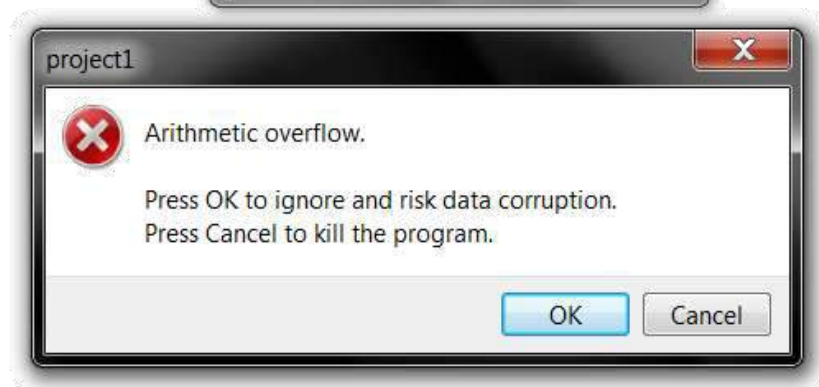 project1
Arithmetic overflow.
Press OK to ignore and risk data corruption.
Press Cancel to kill the program.
OK
Cancel